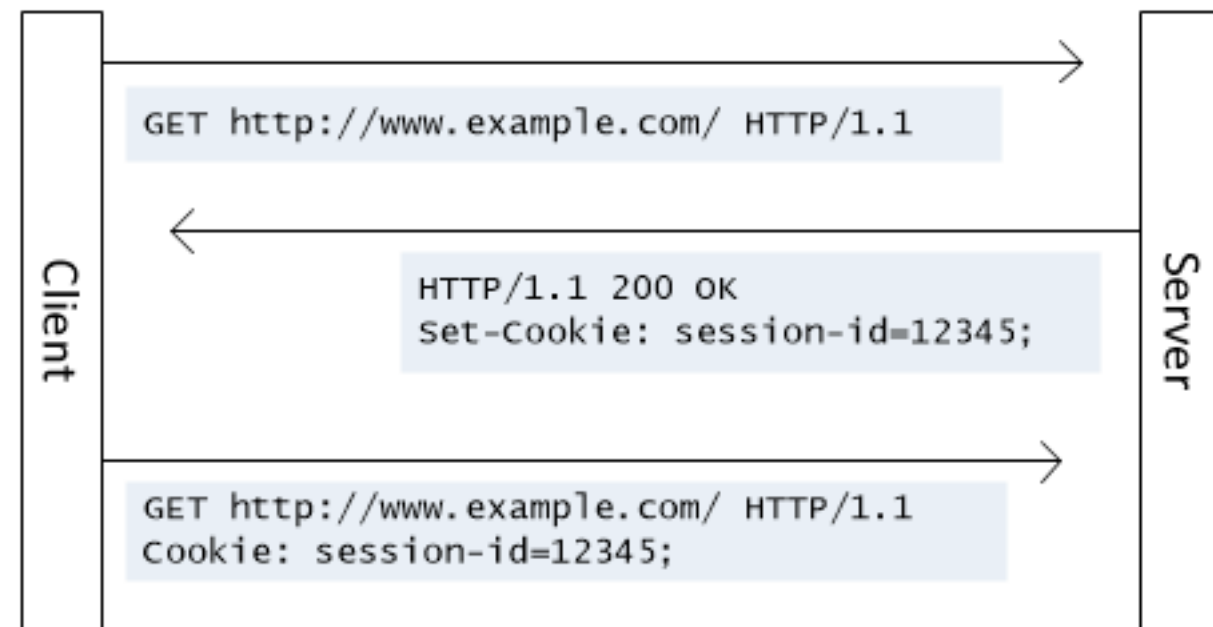 Client
GET http://www.example.com/ HTTP/1.1
HTTP/1.1 200 OK
Set-Cookie: session-id=12345;
GET http://www.example.com/ HTTP/1.1
Cookie: session-id=12345;
Server